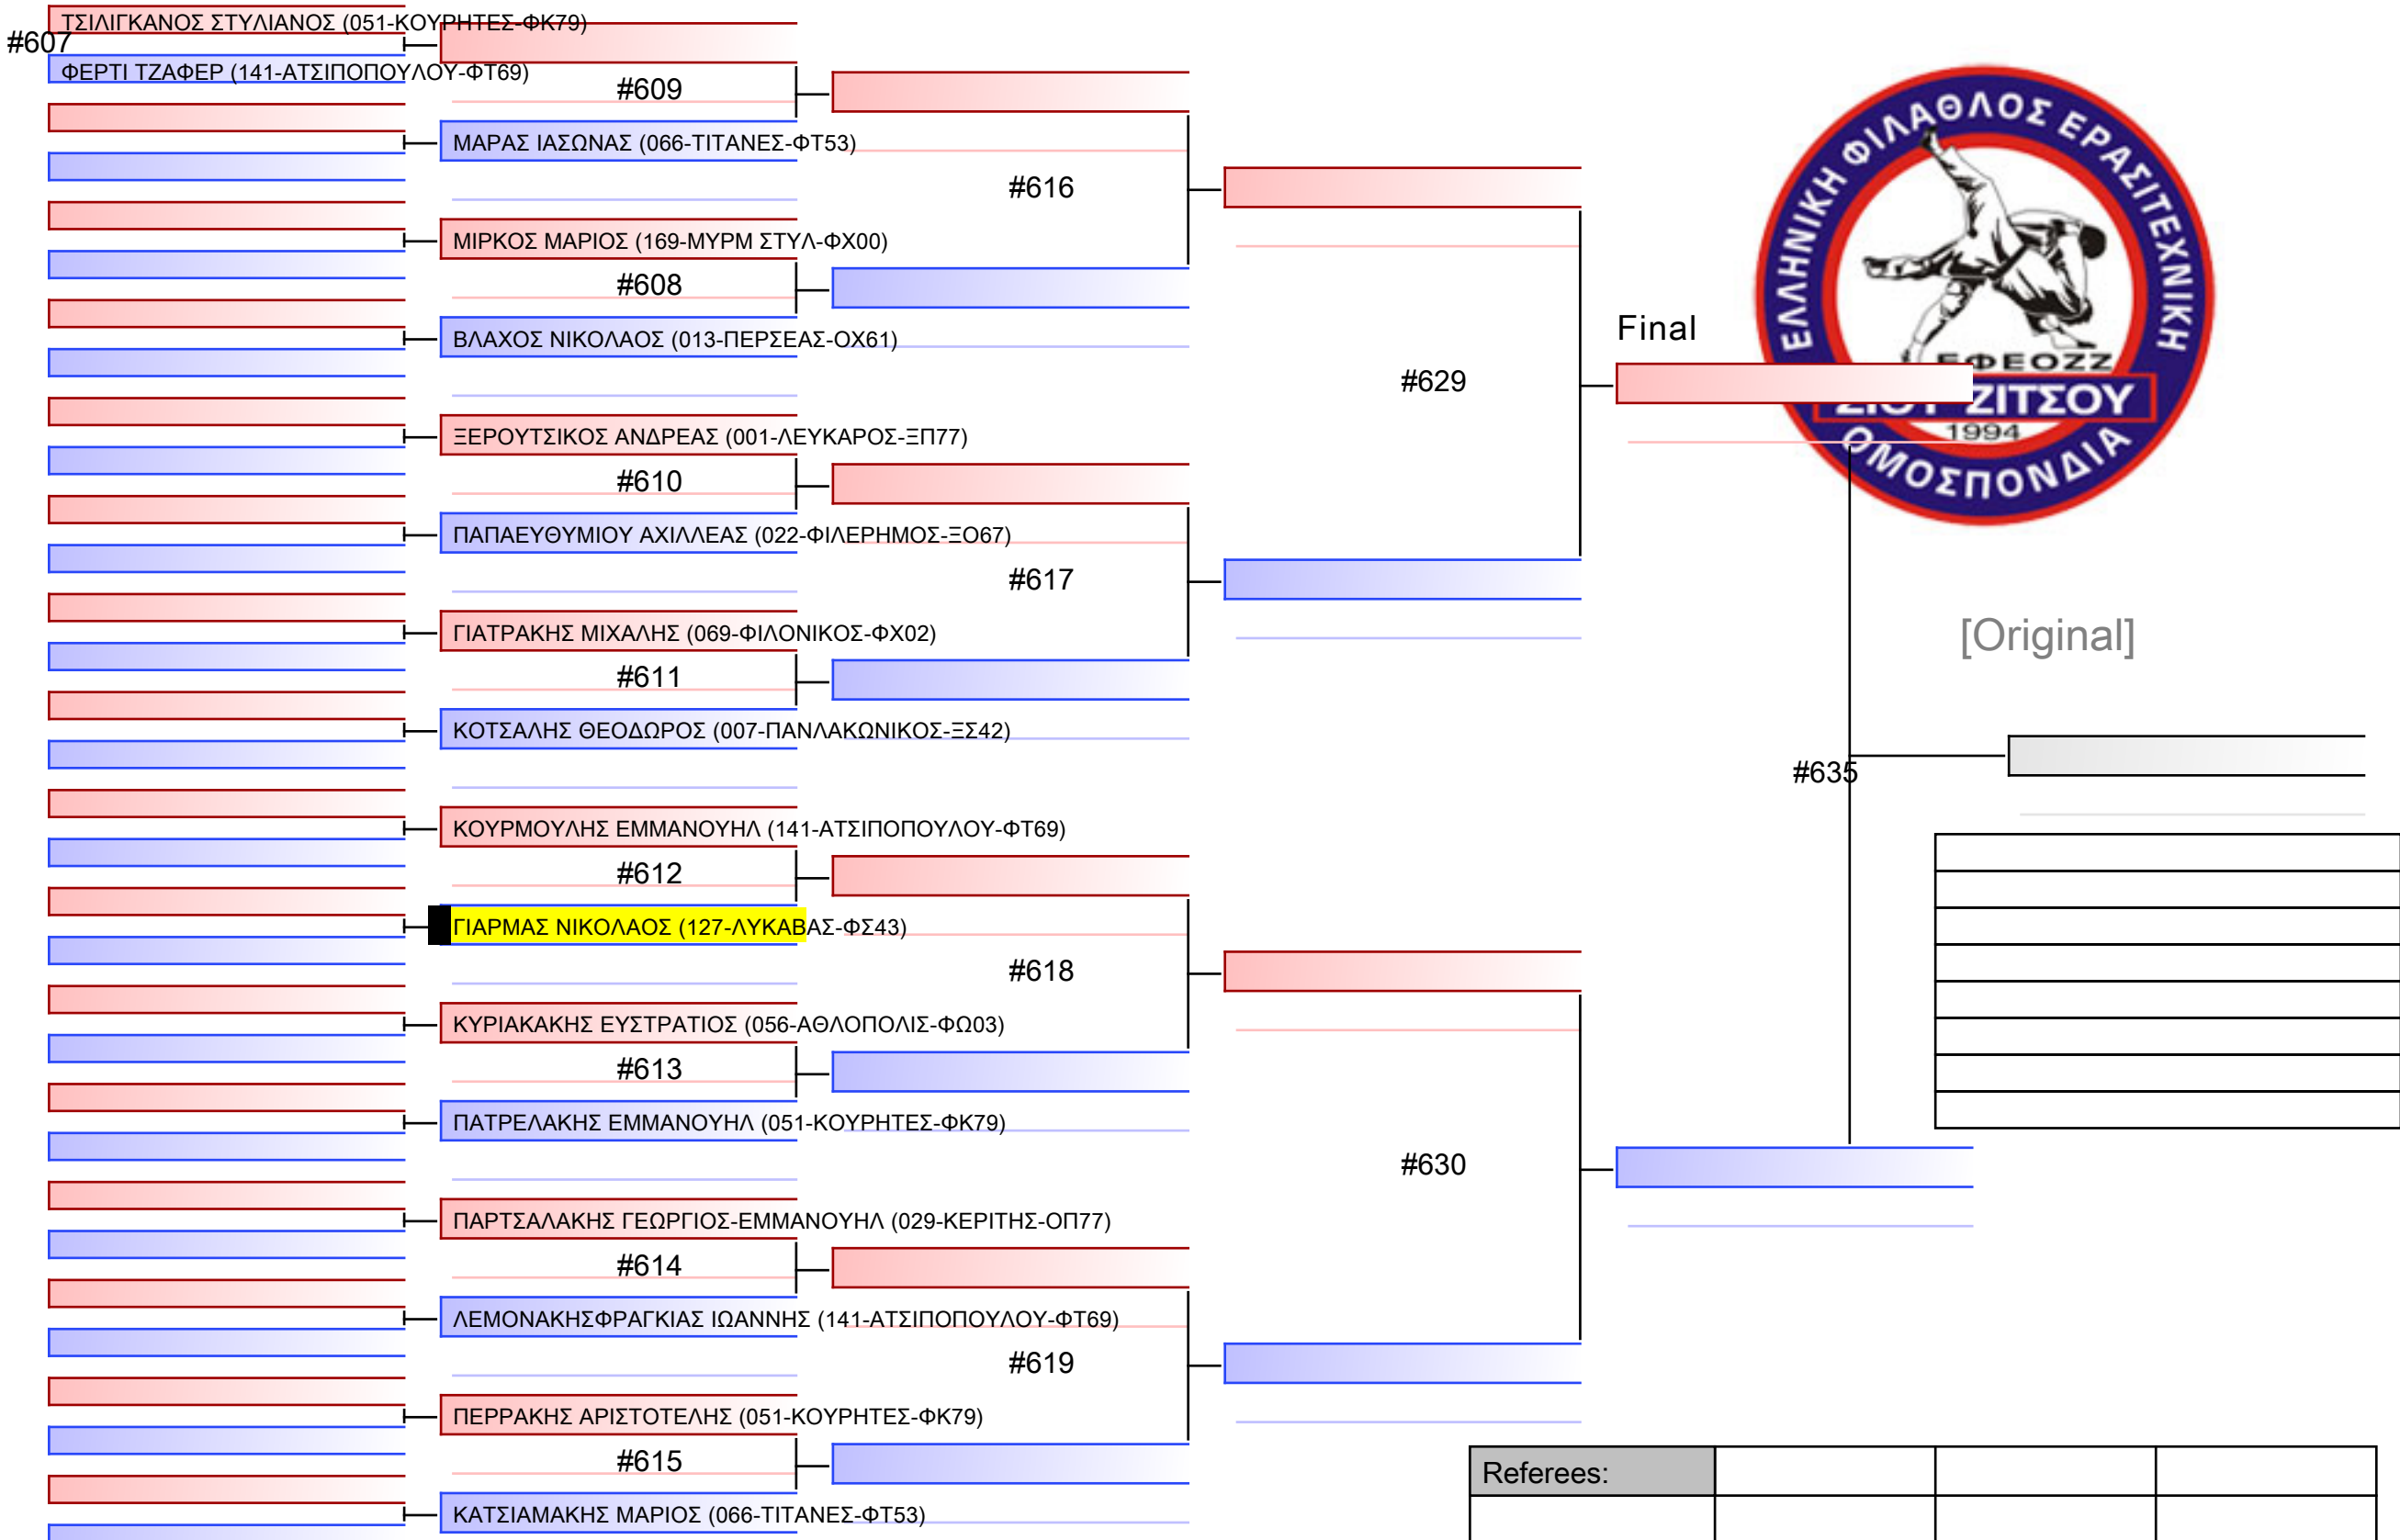 ΤΣΙΛΙΓΚΑΝΟΣ ΣΤΥΛΙΑΝΟΣ (051-ΚΟΥΡΗΤΕΣ-ΦΚ79)
#607
ΦΕΡΤΙ ΤΖΑΦΕΡ (141-ΑΤΣΙΠΟΠΟΥΛΟΥ-ΦΤ69)
#609
ΜΑΡΑΣ ΙΑΣΩΝΑΣ (066-ΤΙΤΑΝΕΣ-ΦΤ53)
#616
ΜΙΡΚΟΣ ΜΑΡΙΟΣ (169-ΜΥΡΜ ΣΤΥΛ-ΦΧ00)
#608
ΒΛΑΧΟΣ ΝΙΚΟΛΑΟΣ (013-ΠΕΡΣΕΑΣ-ΟΧ61)
ΕΛΛΗΝΙΚΗ ΦΙΛΑΘΛΟΣ ΕΡΑΣΙΤΕΧΝΙΚΗ
Final
ΕΦΕΟΖΖ
#629
ΖΙΟΥ ΖΙΤΣΟΥ
1994
ΟΜΟΣΠΟΝΔΙΑ
ΞΕΡΟΥΤΣΙΚΟΣ ΑΝΔΡΕΑΣ (001-ΛΕΥΚΑΡΟΣ-ΞΠ77)
#610
ΠΑΠΑΕΥΘΥΜΙΟΥ ΑΧΙΛΛΕΑΣ (022-ΦΙΛΕΡΗΜΟΣ-ΞΟ67)
#617
ΓΙΑΤΡΑΚΗΣ ΜΙΧΑΛΗΣ (069-ΦΙΛΟΝΙΚΟΣ-ΦΧ02)
[Original]
#611
ΚΟΤΣΑΛΗΣ ΘΕΟΔΩΡΟΣ (007-ΠΑΝΛΑΚΩΝΙΚΟΣ-ΞΣ42)
#635
ΚΟΥΡΜΟΥΛΗΣ ΕΜΜΑΝΟΥΗΛ (141-ΑΤΣΙΠΟΠΟΥΛΟΥ-ΦΤ69)
#612
ΓΙΑΡΜΑΣ ΝΙΚΟΛΑΟΣ (127-ΛΥΚΑΒΑΣ-ΦΣ43)
#618
ΚΥΡΙΑΚΑΚΗΣ ΕΥΣΤΡΑΤΙΟΣ (056-ΑΘΛΟΠΟΛΙΣ-ΦΩ03)
#613
ΠΑΤΡΕΛΑΚΗΣ ΕΜΜΑΝΟΥΗΛ (051-ΚΟΥΡΗΤΕΣ-ΦΚ79)
#630
ΠΑΡΤΣΑΛΑΚΗΣ ΓΕΩΡΓΙΟΣ-ΕΜΜΑΝΟΥΗΛ (029-ΚΕΡΙΤΗΣ-ΟΠ77)
#614
ΛΕΜΟΝΑΚΗΣΦΡΑΓΚΙΑΣ ΙΩΑΝΝΗΣ (141-ΑΤΣΙΠΟΠΟΥΛΟΥ-ΦΤ69)
#619
ΠΕΡΡΑΚΗΣ ΑΡΙΣΤΟΤΕΛΗΣ (051-ΚΟΥΡΗΤΕΣ-ΦΚ79)
#615
Referees:
ΚΑΤΣΙΑΜΑΚΗΣ ΜΑΡΙΟΣ (066-ΤΙΤΑΝΕΣ-ΦΤ53)